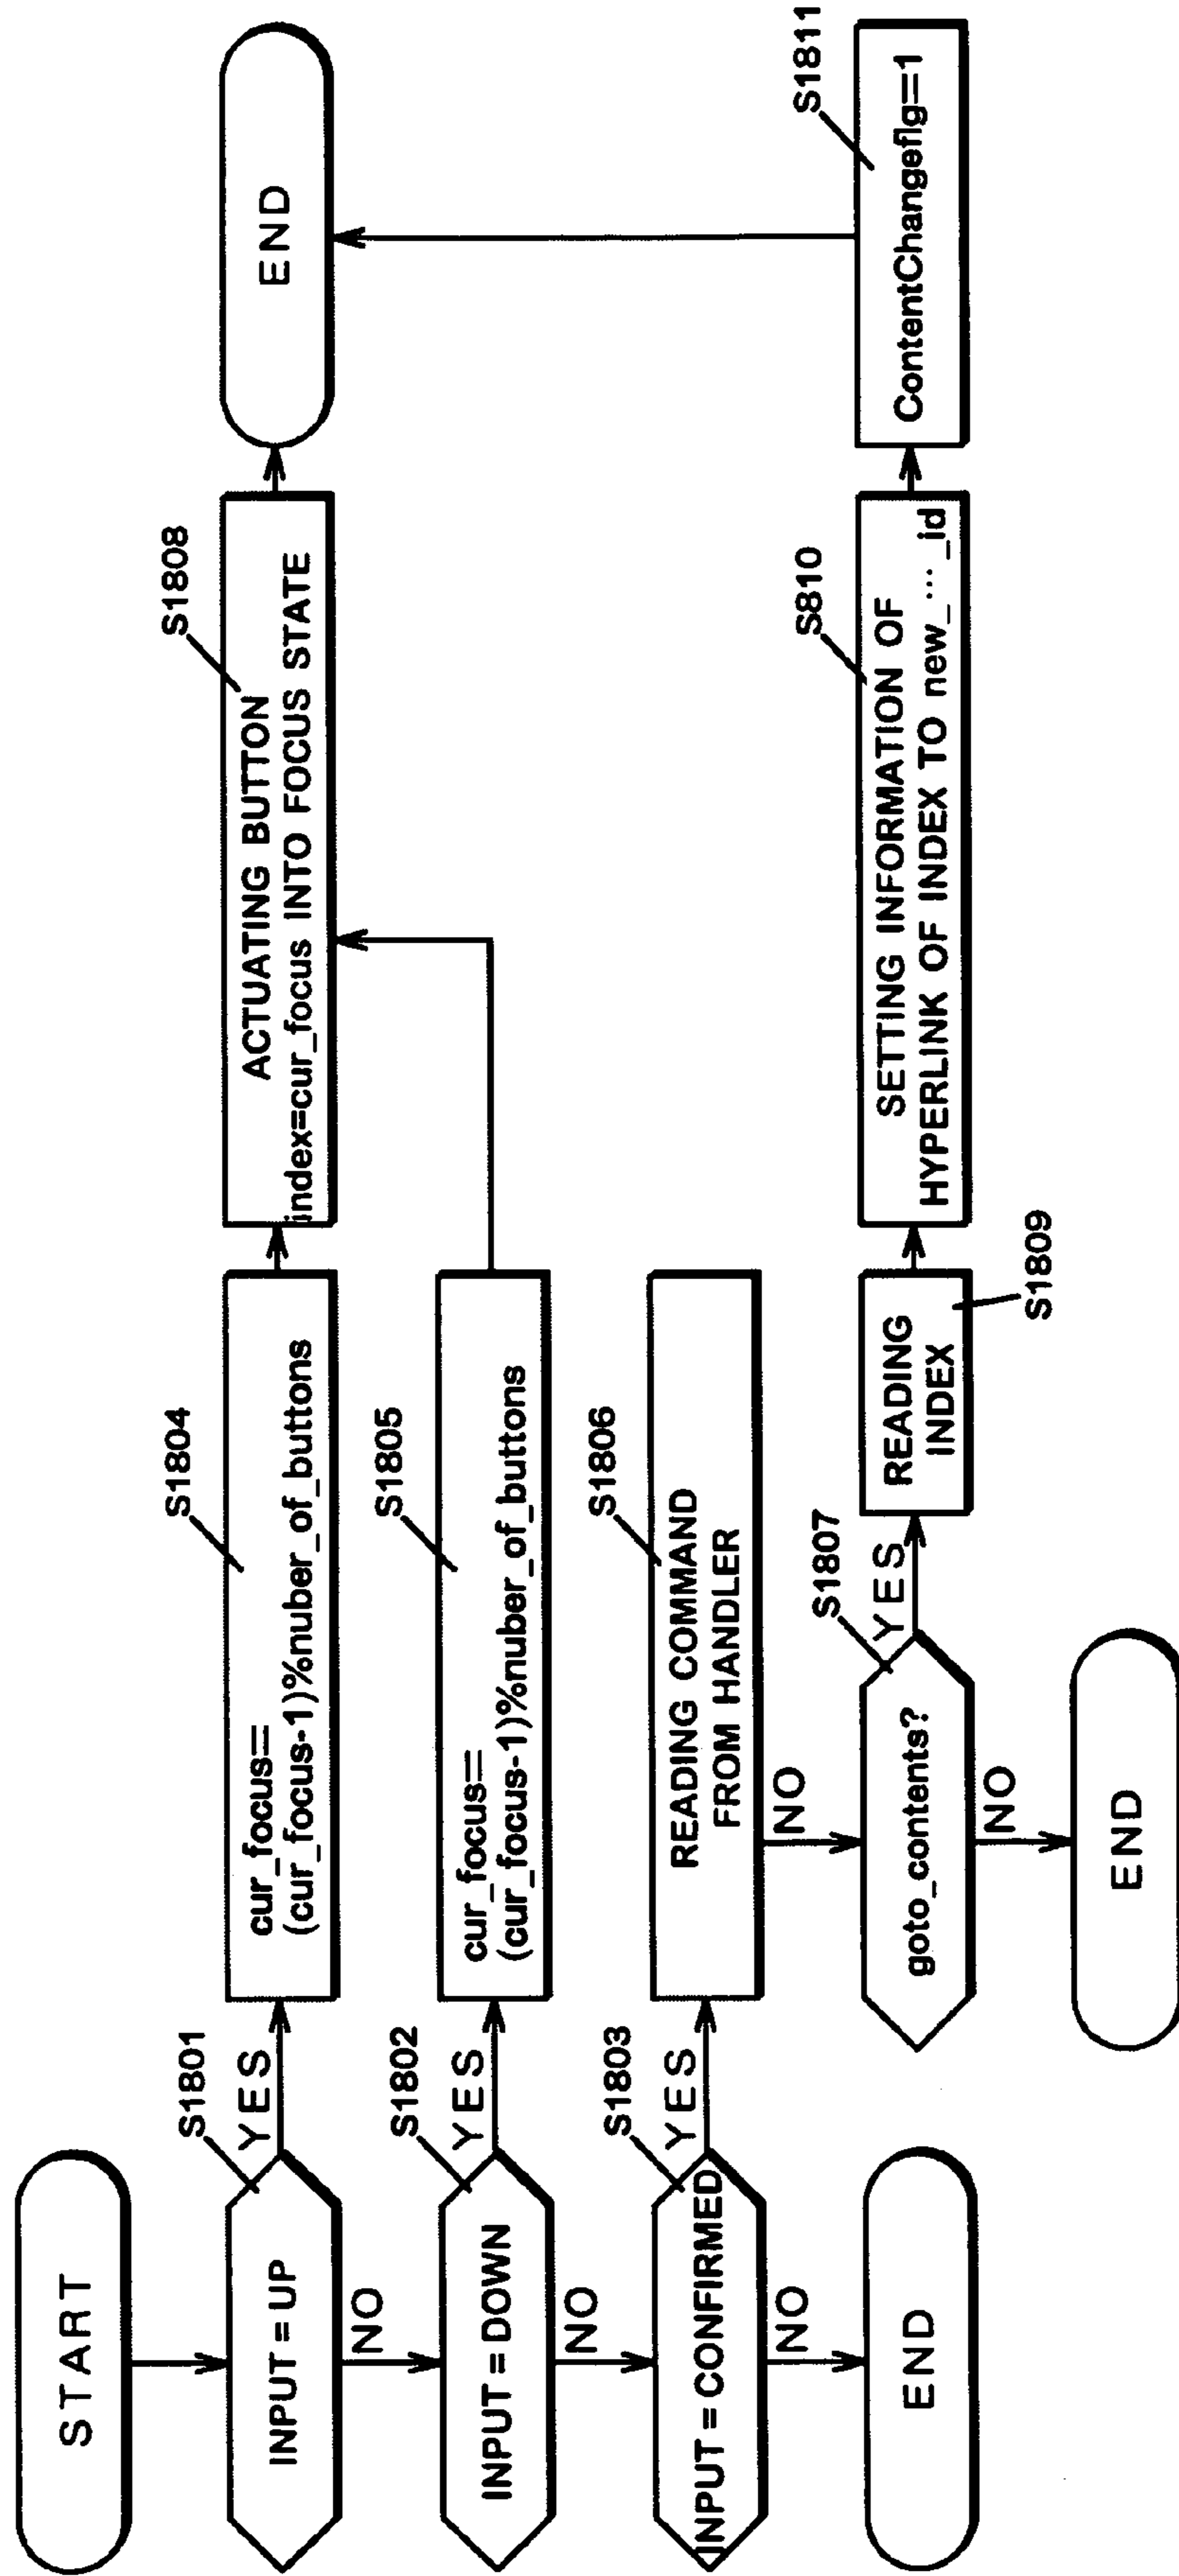 START
S1801
INPUT = UP
YES
NO
S1804
cur_focus=
(cur_focus-1)%nuber_of_buttons
S1808
ACTUATING BUTTON
index=cur_focus INTO FOCUS STATE
END
S1802
INPUT = DOWN
YES
NO
S1805
cur_focus=
(cur_focus-1)%nuber_of_buttons
S1803
INPUT = CONFIRMED
YES
NO
S1806
READING COMMAND
FROM HANDLER
NO
END
S1807
goto_contents?
YES
NO
S1809
READING
INDEX
S810
SETTING INFORMATION OF
HYPERLINK OF INDEX TO new_···_id
S1811
ContentChangeflg=1
END